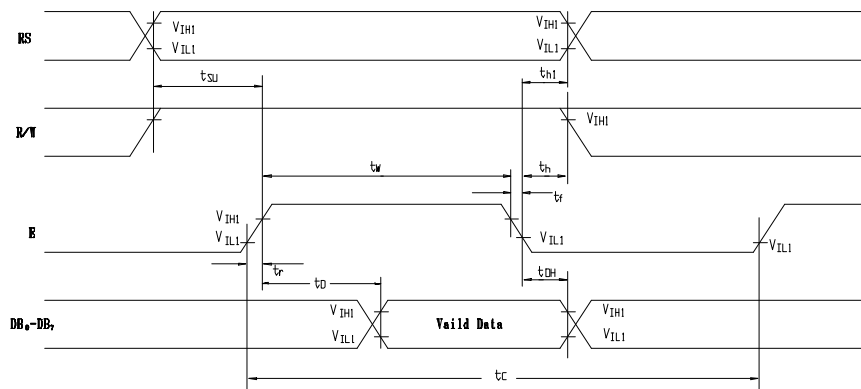 RS
VIH1
VIL1
VIH1
VIL1
tSU
th1
R/W
VIH1
tW
th
tf
E
VIH1
VIL1
VIL1
VIL1
tr
tD
tDH
DB0-DB7
VIH1
VIL1
Vaild Data
VIH1
VIL1
tC